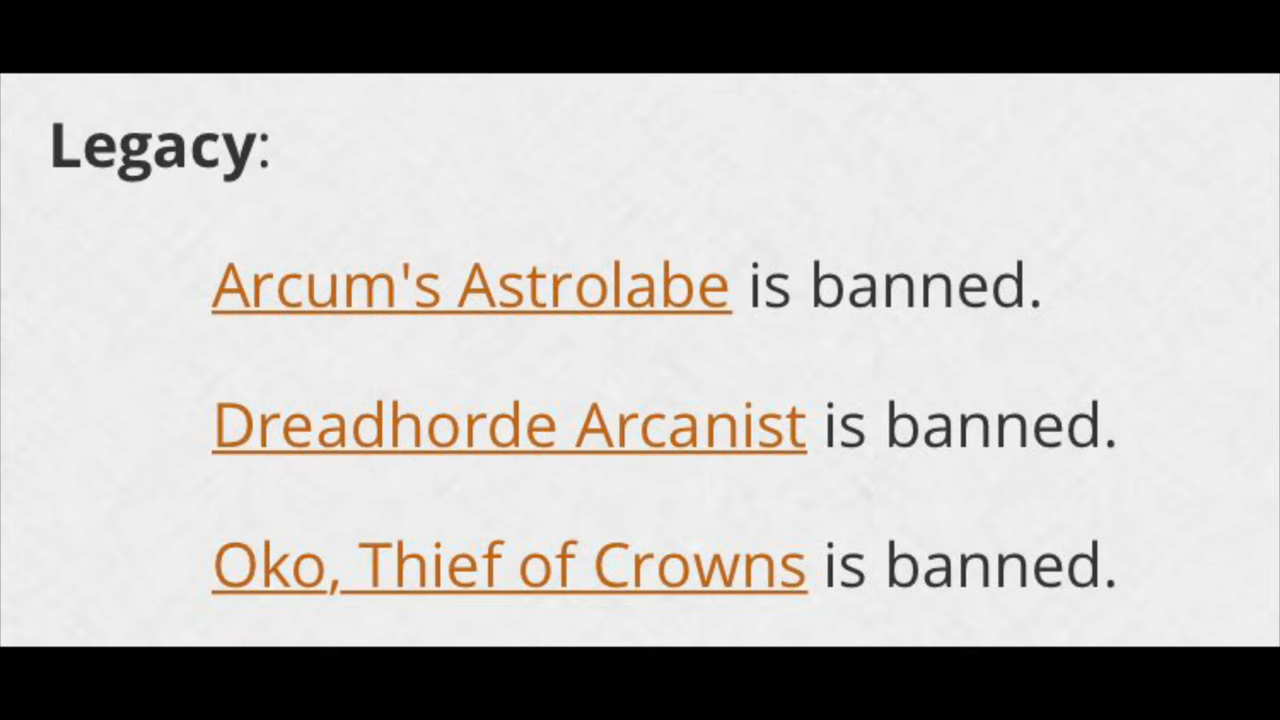 Legacy:
Arcum's Astrolabe is banned.
Dreadhorde Arcanist is banned.
Oko, Thief of Crowns is banned.